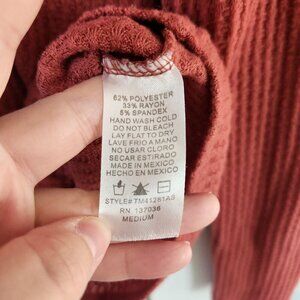 62% POLYESTER
33% RAYON
5% SPANDEX
HAND WASH COLD
DO NOT BLEACH
LAY FLAT TO DRY
LAVE FRIO A MANO
NO USAR CLORO
SECAR ESTIRADO
MADE IN MEXICO
HECHO EN MEXICO
STYLE# TM41281AS
RN 137036
MEDIUM